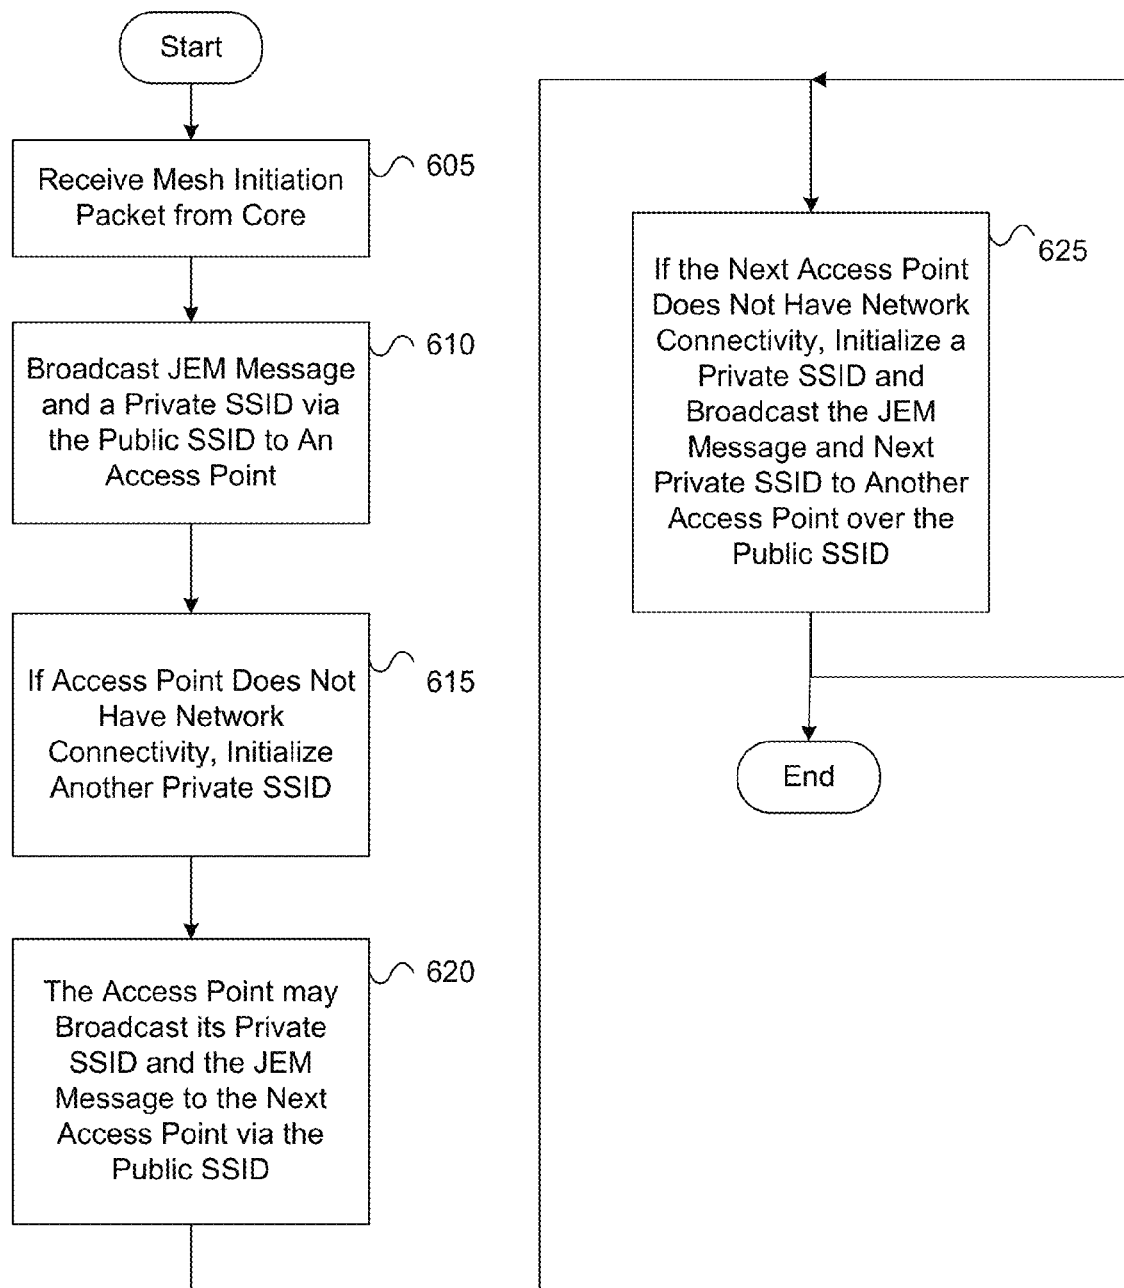 Start
Receive Mesh Initiation
Packet from Core
605
Broadcast JEM Message
and a Private SSID via
the Public SSID to An
Access Point
610
If Access Point Does Not
Have Network
Connectivity, Initialize
Another Private SSID
615
The Access Point may
Broadcast its Private
SSID and the JEM
Message to the Next
Access Point via the
Public SSID
620
If the Next Access Point
Does Not Have Network
Connectivity, Initialize a
Private SSID and
Broadcast the JEM
Message and Next
Private SSID to Another
Access Point over the
Public SSID
625
End